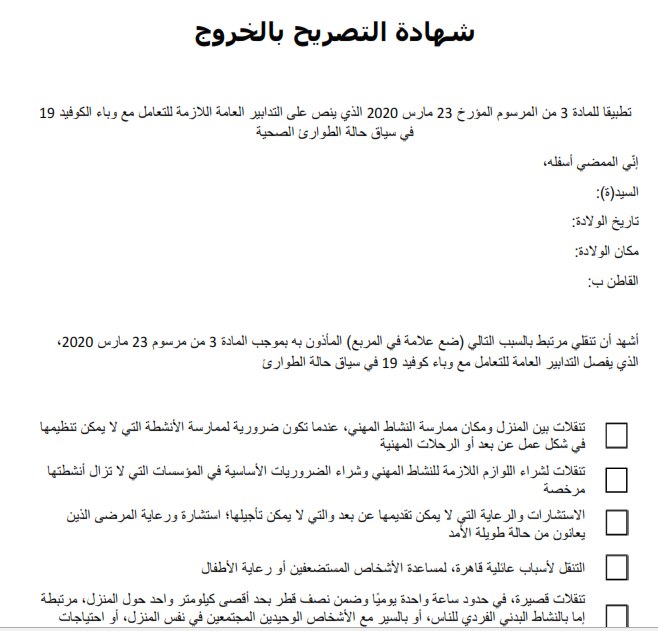 شهادة التصريح بالخروج
تطبيقا للمادة 3 من المرسوم المؤرخ 23 مارس 2020 الذي ينص على التدابير العامة اللازمة للتعامل مع وباء الكوفيد 19
في سياق حالة الطوارئ الصحية
إنّي الممضي أسفله،
السيد(ة):
تاريخ الولادة:
مكان الولادة:
القاطن ب:
أشهد أن تنقلي مرتبط بالسبب التالي (ضع علامة في المربع) المأذون به بموجب المادة 3 من مرسوم 23 مارس 2020،
الذي يفصل التدابير العامة للتعامل مع وباء كوفيد 19 في سياق حالة الطوارئ
تنقلات بين المنزل ومكان ممارسة النشاط المهني، عندما تكون ضرورية لممارسة الأنشطة التي لا يمكن تنظيمها
في شكل عمل عن بعد أو الرحلات المهنية
تنقلات لشراء اللوازم اللازمة للنشاط المهني وشراء الضروريات الأساسية في المؤسسات التي لا تزال أنشطتها
مرخصة
الاستشارات والرعاية التي لا يمكن تقديمها عن بعد والتي لا يمكن تأجيلها؛ استشارة ورعاية المرضى الذين
يعانون من حالة طويلة الأمد
التنقل لأسباب عائلية قاهرة، لمساعدة الأشخاص المستضعفين أو رعاية الأطفال
تنقلات قصيرة، في حدود ساعة واحدة يوميًا وضمن نصف قطر بحد أقصى كيلومتر واحد حول المنزل، مرتبطة
إما بالنشاط البدني الفردي للناس، أو بالسير مع الأشخاص الوحيدين المجتمعين في نفس المنزل، أو احتياجات